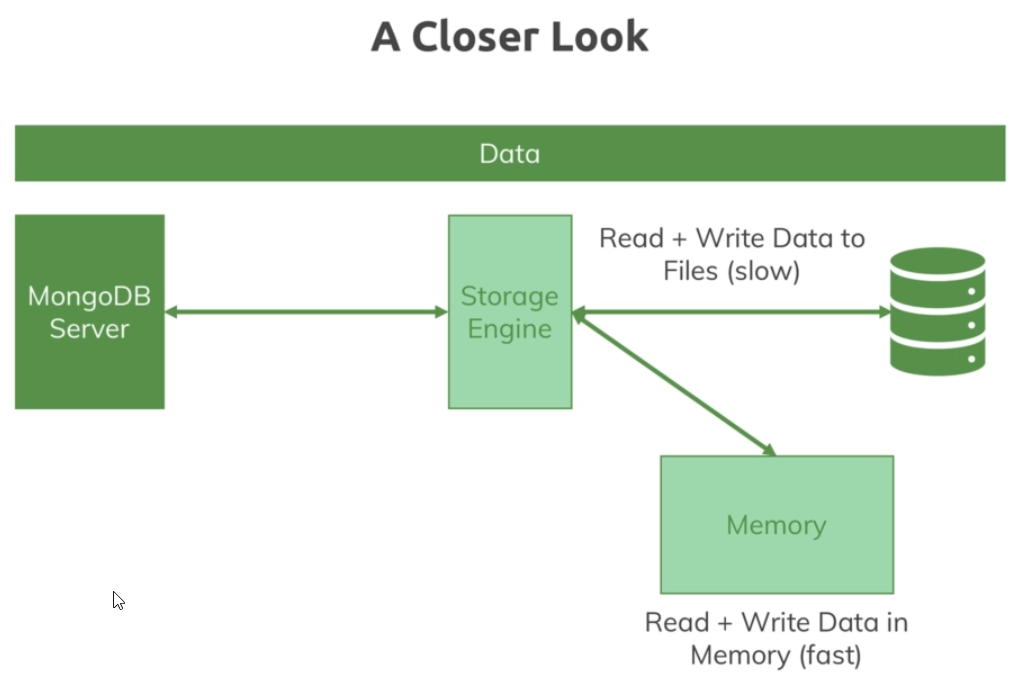 A Closer Look
Data
MongoDB
Server
Storage
Engine
Read + Write Data to
Files (slow)
Memory
Read + Write Data in
Memory (fast)